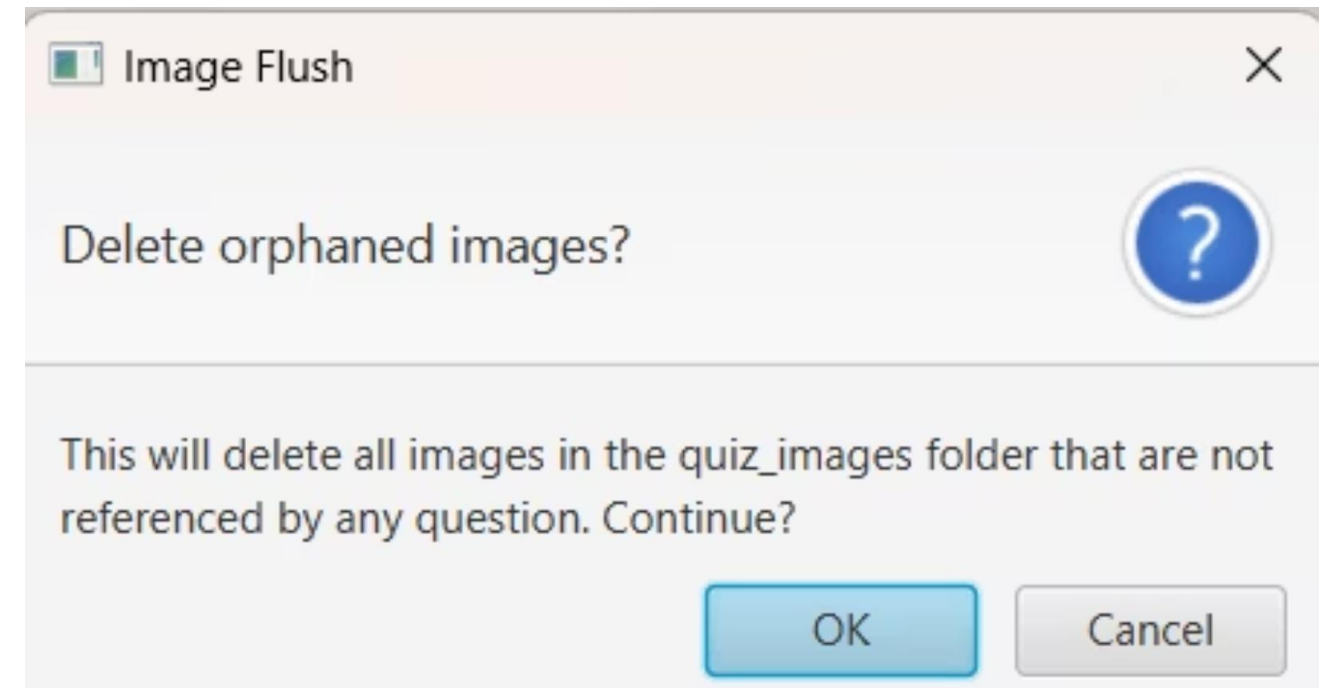 Image Flush
Delete orphaned images?
?
This will delete all images in the quiz_images folder that are not
referenced by any question. Continue?
OK
Cancel